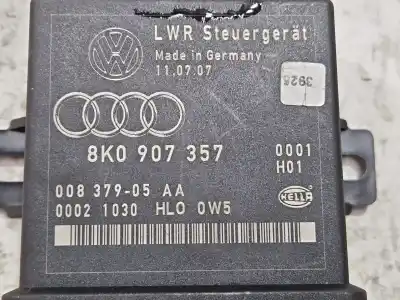 LWR Steuergerät
Made in Germany
11.07.07
3926
8K0 907 357
0001
H01
008 379-05 AA
0002 1030 HLO 0W5
HELLA